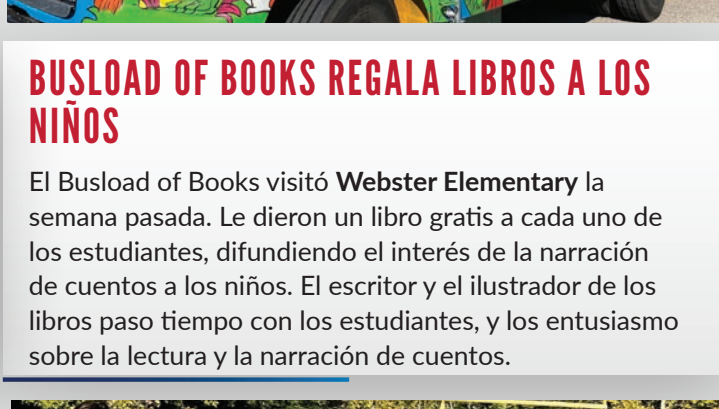 BUSLOAD OF BOOKS REGALA LIBROS A LOS
NIÑOS
El Busload of Books visitó Webster Elementary la
semana pasada. Le dieron un libro gratis a cada uno de
los estudiantes, difundiendo el interés de la narración
de cuentos a los niños. El escritor y el ilustrador de los
libros paso tiempo con los estudiantes, y los entusiasmo
sobre la lectura y la narración de cuentos.